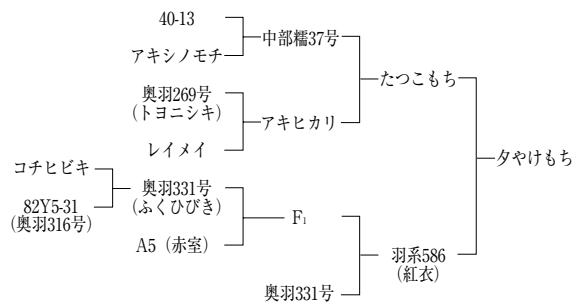 40-13
アキシノモチ
中部糯37号
奥羽269号
(トヨニシキ)
レイメイ
アキヒカリ
たつこもち
コチヒビキ
82Y5-31
(奥羽316号)
奥羽331号
(ふくひびき)
A5（赤室）
F₁
奥羽331号
羽系586
(紅衣)
夕やけもち